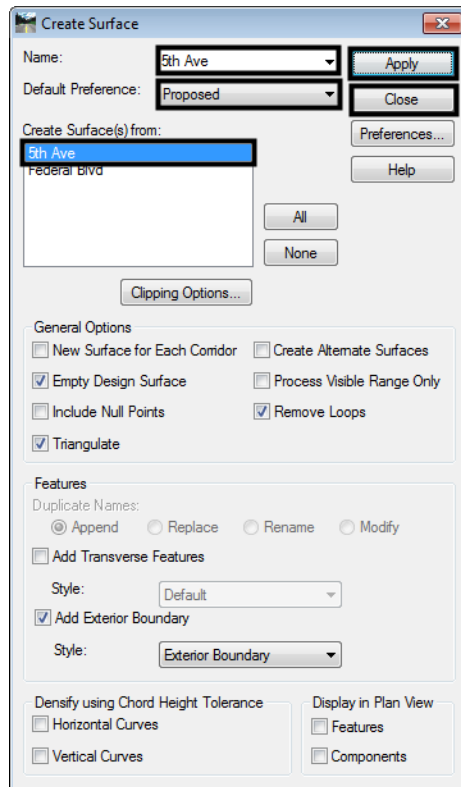 Create Surface
Name: 5th Ave Apply
Default Preference: Proposed Close
Create Surface(s) from: Preferences...
5th Ave Help
Federal Blvd
All
None
Clipping Options...
General Options
New Surface for Each Corridor Create Alternate Surfaces
Empty Design Surface Process Visible Range Only
Include Null Points Remove Loops
Triangulate
Features
Duplicate Names:
Append Replace Rename Modify
Add Transverse Features
Style: Default
Add Exterior Boundary
Style: Exterior Boundary
Densify using Chord Height Tolerance Display in Plan View
Horizontal Curves Features
Vertical Curves Components